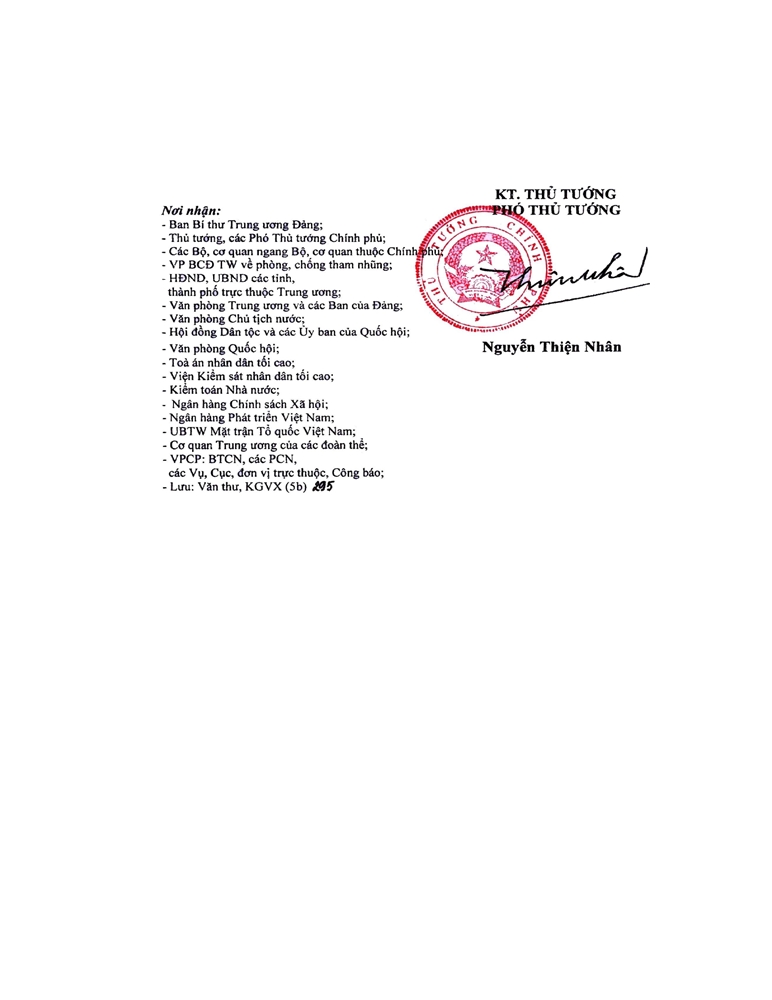 KT. THỦ TƯỚNG
PHÓ THỦ TƯỚNG
THỦ TƯỚNG CHÍNH PHỦ
Nguyễn Thiện Nhân
Nơi nhận:
- Ban Bí thư Trung ương Đảng;
- Thủ tướng, các Phó Thủ tướng Chính phủ;
- Các Bộ, cơ quan ngang Bộ, cơ quan thuộc Chính phủ;
- VP BCĐ TW về phòng, chống tham nhũng;
- HĐND, UBND các tỉnh,
thành phố trực thuộc Trung ương;
- Văn phòng Trung ương và các Ban của Đảng;
- Văn phòng Chủ tịch nước;
- Hội đồng Dân tộc và các Ủy ban của Quốc hội;
- Văn phòng Quốc hội;
- Toà án nhân dân tối cao;
- Viện Kiểm sát nhân dân tối cao;
- Kiểm toán Nhà nước;
- Ngân hàng Chính sách Xã hội;
- Ngân hàng Phát triển Việt Nam;
- UBTW Mặt trận Tổ quốc Việt Nam;
- Cơ quan Trung ương của các đoàn thể;
- VPCP: BTCN, các PCN,
các Vụ, Cục, đơn vị trực thuộc, Công báo;
- Lưu: Văn thư, KGVX (5b)